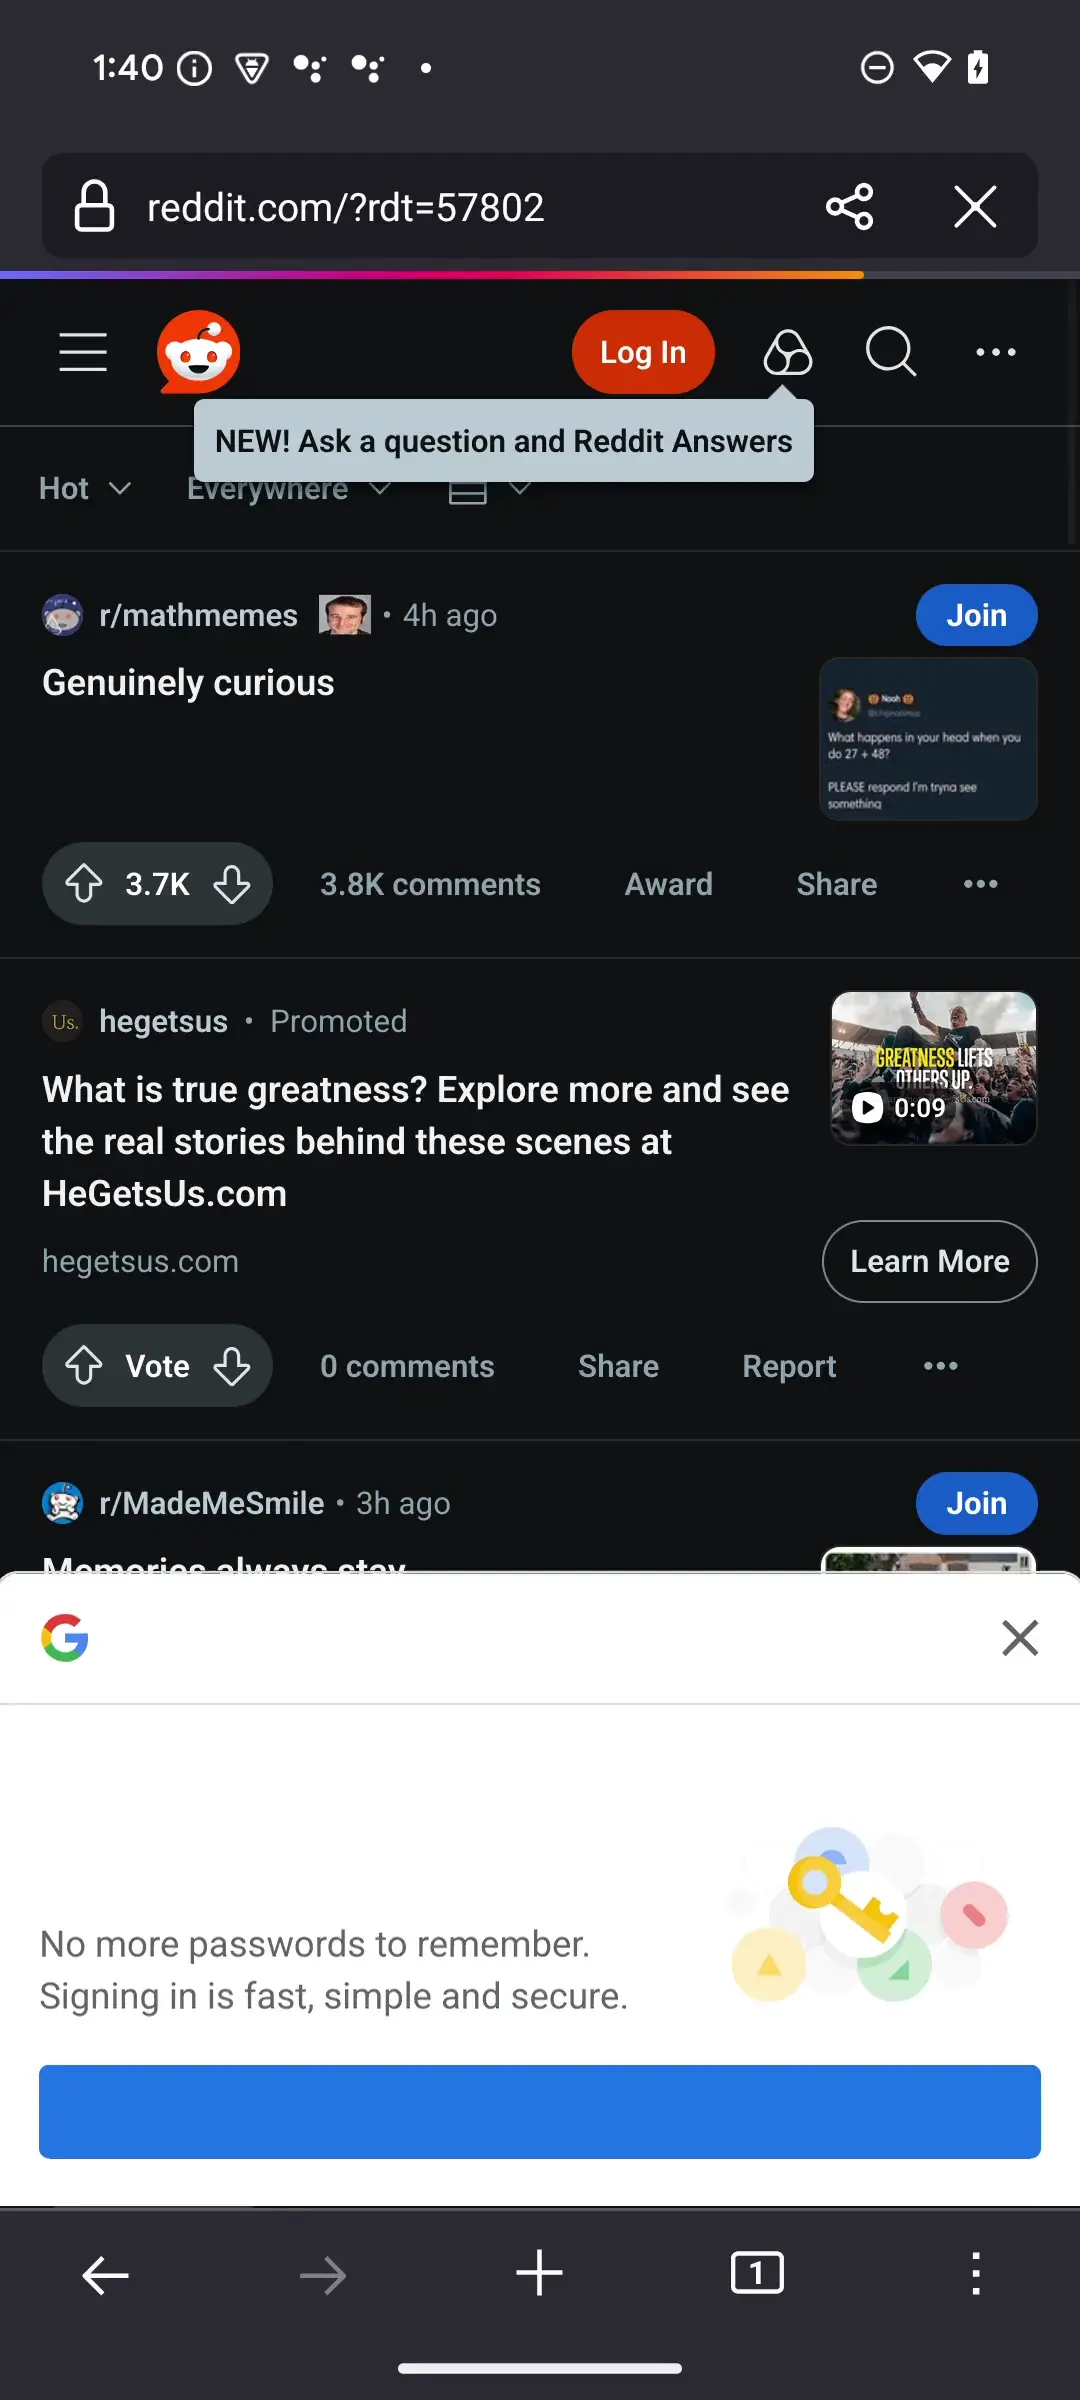 1:40
reddit.com/?rdt=57802
Log In
NEW! Ask a question and Reddit Answers
Hot
Everywhere
r/mathmemes • 4h ago
Join
Genuinely curious
Noah
What happens in your head when you
do 27 + 48?
PLEASE respond I'm tryna see
something
3.7K
3.8K comments
Award
Share
Us.
hegetsus • Promoted
What is true greatness? Explore more and see
the real stories behind these scenes at
HeGetsUs.com
GREATNESS LIFTS
OTHERS UP.
0:09
hegetsus.com
Learn More
Vote
0 comments
Share
Report
r/MadeMeSmile • 3h ago
Join
Memories always stay
No more passwords to remember.
Signing in is fast, simple and secure.
1